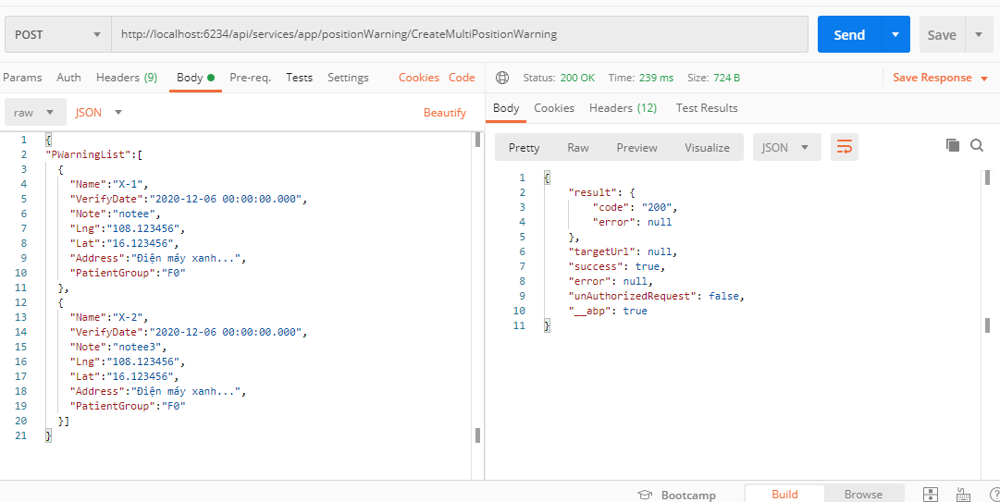 POST
http://localhost:6234/api/services/app/positionWarning/CreateMultiPositionWarning
Send
Save
Params Auth Headers (9) Body Pre-req. Tests Settings Cookies Code
raw JSON Beautify
1 {
2 "PWarningList":[
3 {
4 "Name":"X-1",
5 "VerifyDate":"2020-12-06 00:00:00.000",
6 "Note":"notee",
7 "Lng":"108.123456",
8 "Lat":"16.123456",
9 "Address":"Điện máy xanh...",
10 "PatientGroup":"F0"
11 },
12 {
13 "Name":"X-2",
14 "VerifyDate":"2020-12-06 00:00:00.000",
15 "Note":"notee3",
16 "Lng":"108.123456",
17 "Lat":"16.123456",
18 "Address":"Điện máy xanh...",
19 "PatientGroup":"F0"
20 }]
21 }
Status: 200 OK Time: 239 ms Size: 724 B Save Response
Body Cookies Headers (12) Test Results
Pretty Raw Preview Visualize JSON
1 {
2 "result": {
3 "code": "200",
4 "error": null
5 },
6 "targetUrl": null,
7 "success": true,
8 "error": null,
9 "unAuthorizedRequest": false,
10 "__abp": true
11 }
Bootcamp Build Browse